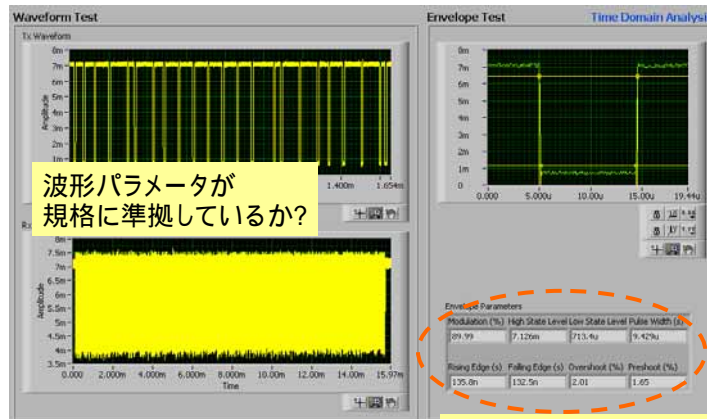 Waveform Test
Tx Waveform
8m
7m
6m
5m
4m
3m
2m
1m
Amplitude
1.400m 1.654m
波形パラメータが
規格に準拠しているか?
8m
7.5m
7m
6.5m
6m
5.5m
5m
4.5m
4m
3.5m
Amplitude
0.000 2.000m 4.000m 6.000m 8.000m 10.00m 12.00m 14.00m 15.97m
Time
Envelope Test
Time Domain Analysi
8m
7m
6m
5m
4m
3m
2m
1m
0
0.000 5.000u 10.00u 15.00u 19.44u
Envelope Parameters
Modulation (%) High State Level Low State Level Pulse Width (s)
89.99 7.126m 713.4u 9.429u
Rising Edge (s) Falling Edge (s) Overshoot (%) Preshoot (%)
135.8n 132.5n 2.01 1.65